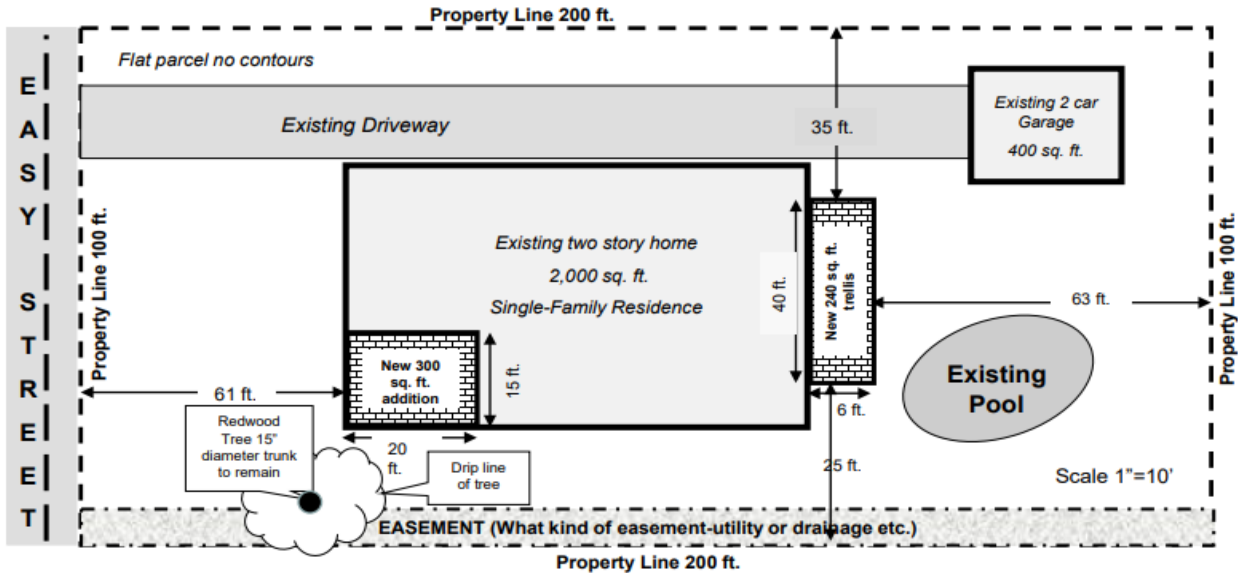 Property Line 200 ft.
EASY STREET
Flat parcel no contours
Existing Driveway
35 ft.
Existing 2 car
Garage
400 sq. ft.
Property Line 100 ft.
Existing two story home
2,000 sq. ft.
Single-Family Residence
40 ft.
New 240 sq. ft.
trellis
63 ft.
Property Line 100 ft.
New 300
sq. ft.
addition
15 ft.
61 ft.
6 ft.
Existing
Pool
Redwood
Tree 15”
diameter trunk
to remain
20
ft.
Drip line
of tree
25 ft.
Scale 1”=10’
EASEMENT (What kind of easement-utility or drainage etc.)
Property Line 200 ft.